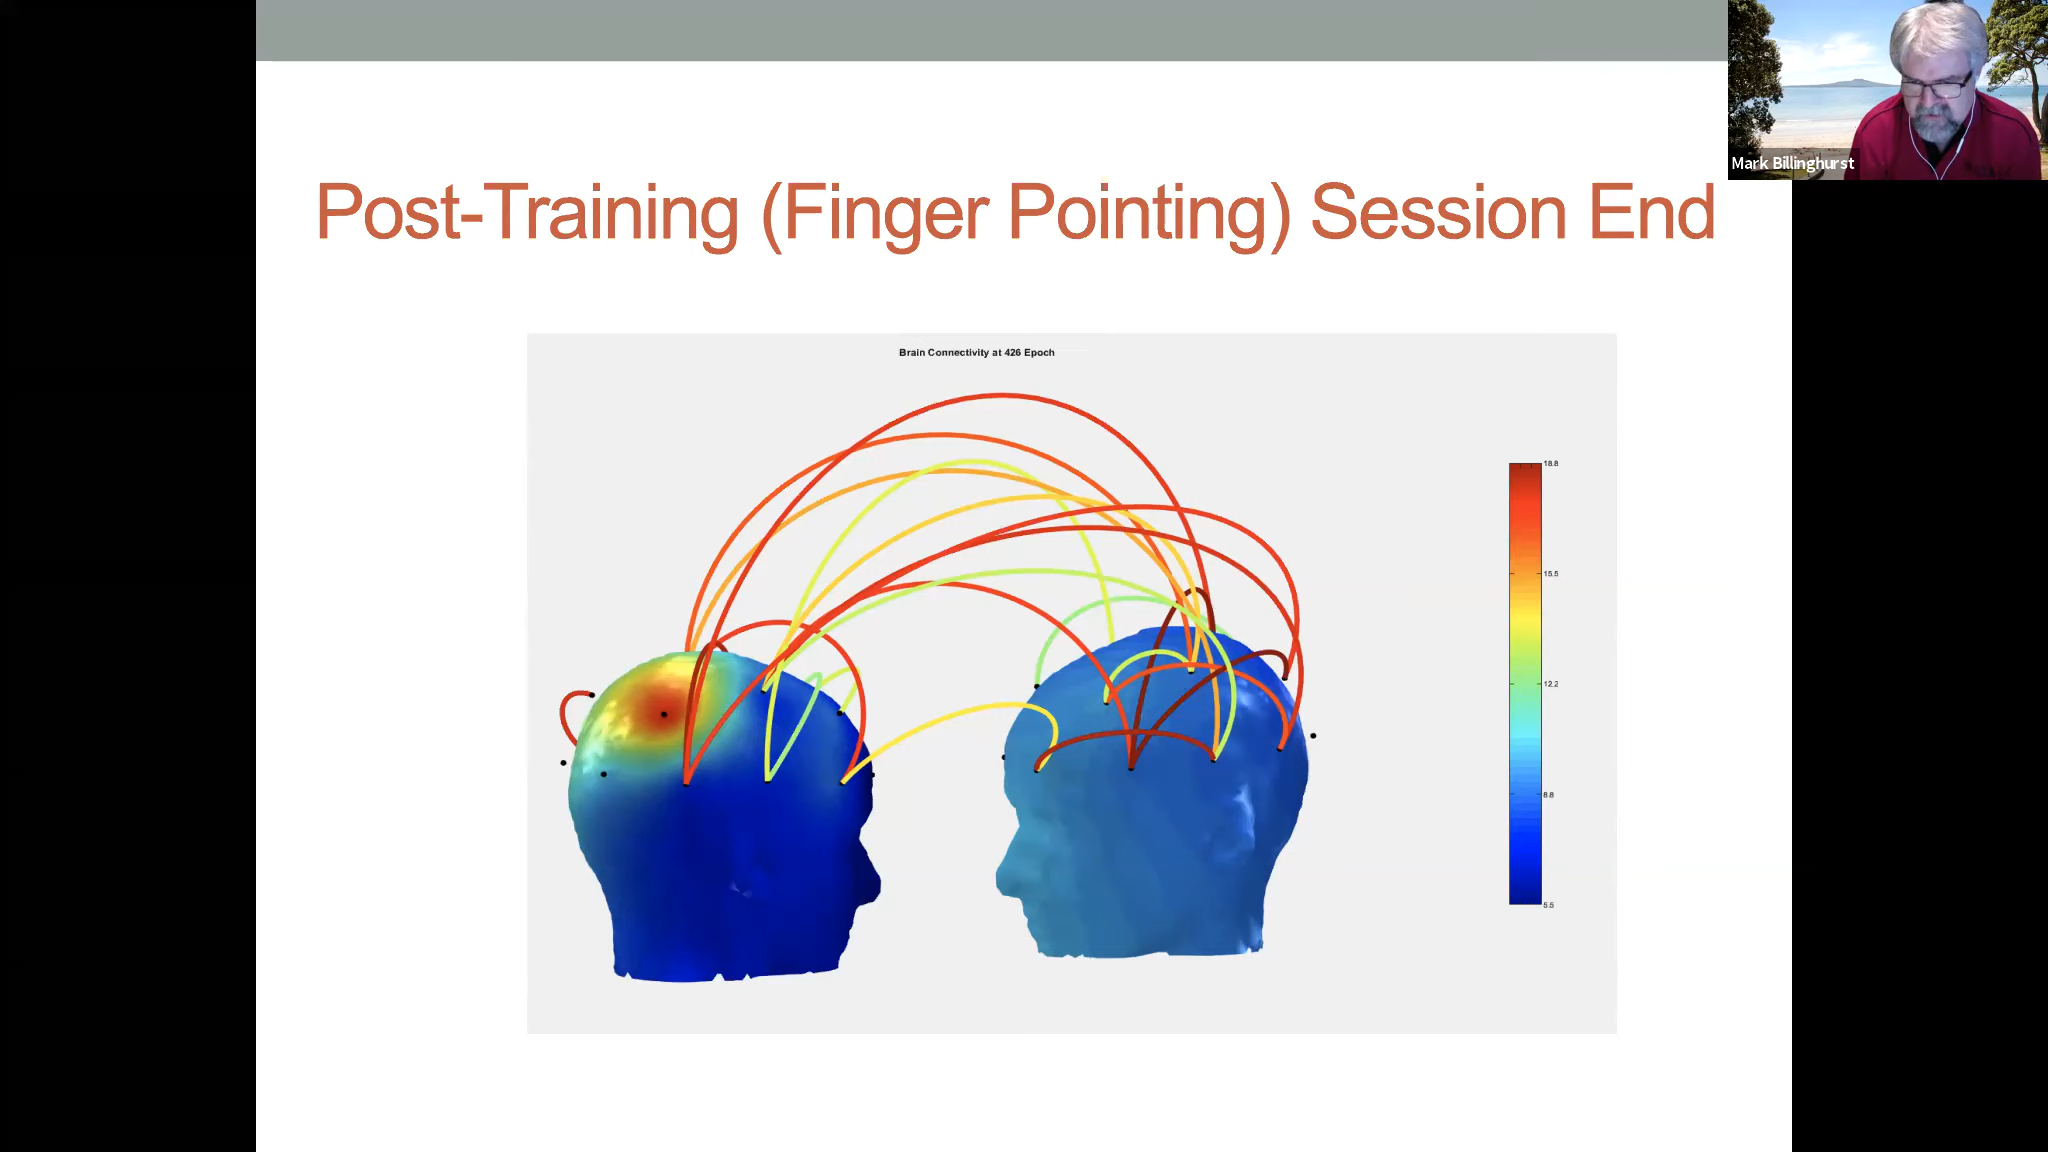 Mark Billinghurst
Post-Training (Finger Pointing) Session End
Brain Connectivity at 426 Epoch
18.8
15.5
12.2
8.8
5.5